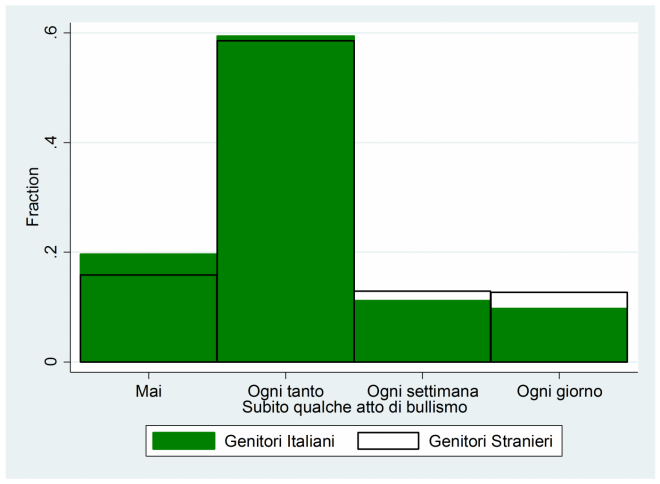 .6
.4
.2
0
Fraction
Mai
Ogni tanto
Ogni settimana
Ogni giorno
Subito qualche atto di bullismo
Genitori Italiani
Genitori Stranieri